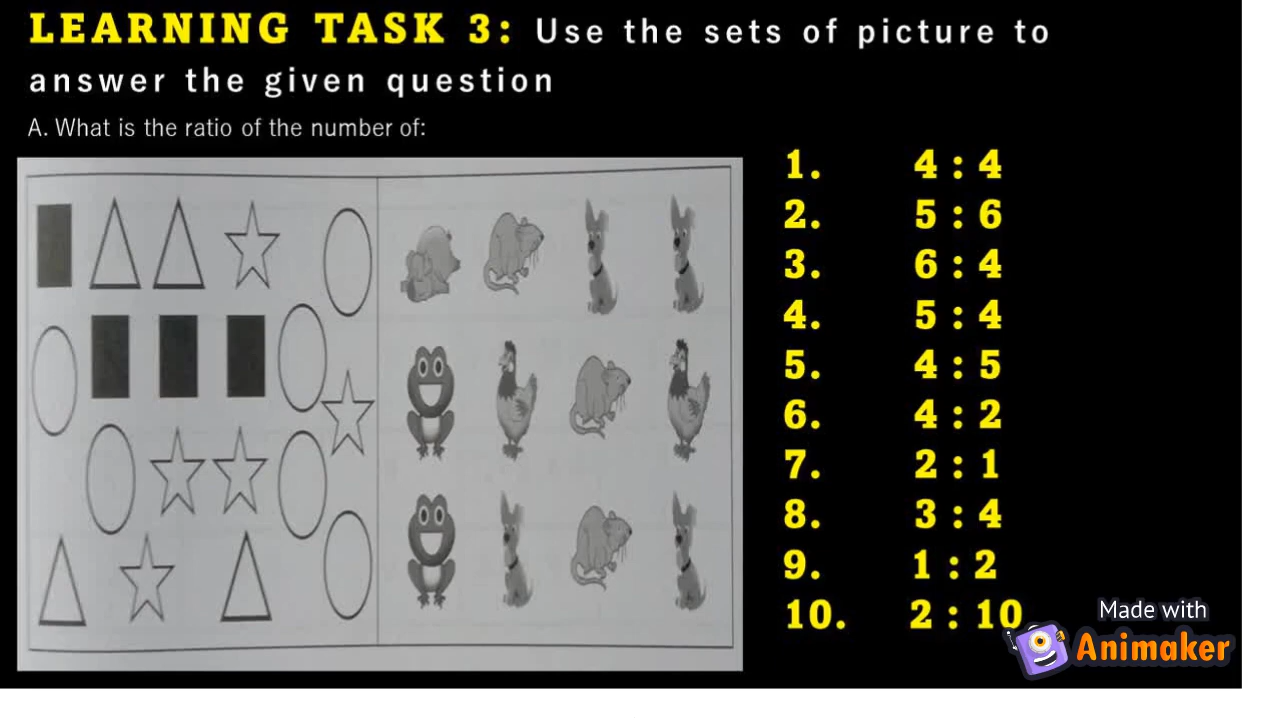 LEARNING TASK 3: Use the sets of picture to
answer the given question
A. What is the ratio of the number of:
1. 4 : 4
2. 5 : 6
3. 6 : 4
4. 5 : 4
5. 4 : 5
6. 4 : 2
7. 2 : 1
8. 3 : 4
9. 1 : 2
10. 2 : 10
Made with
Animaker